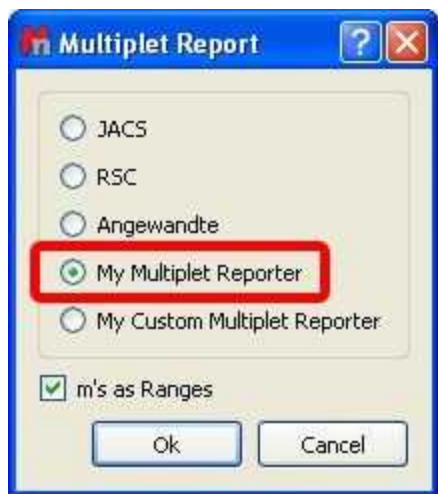 Multiplet Report
JACS
RSC
Angewandte
My Multiplet Reporter
My Custom Multiplet Reporter
m's as Ranges
Ok
Cancel